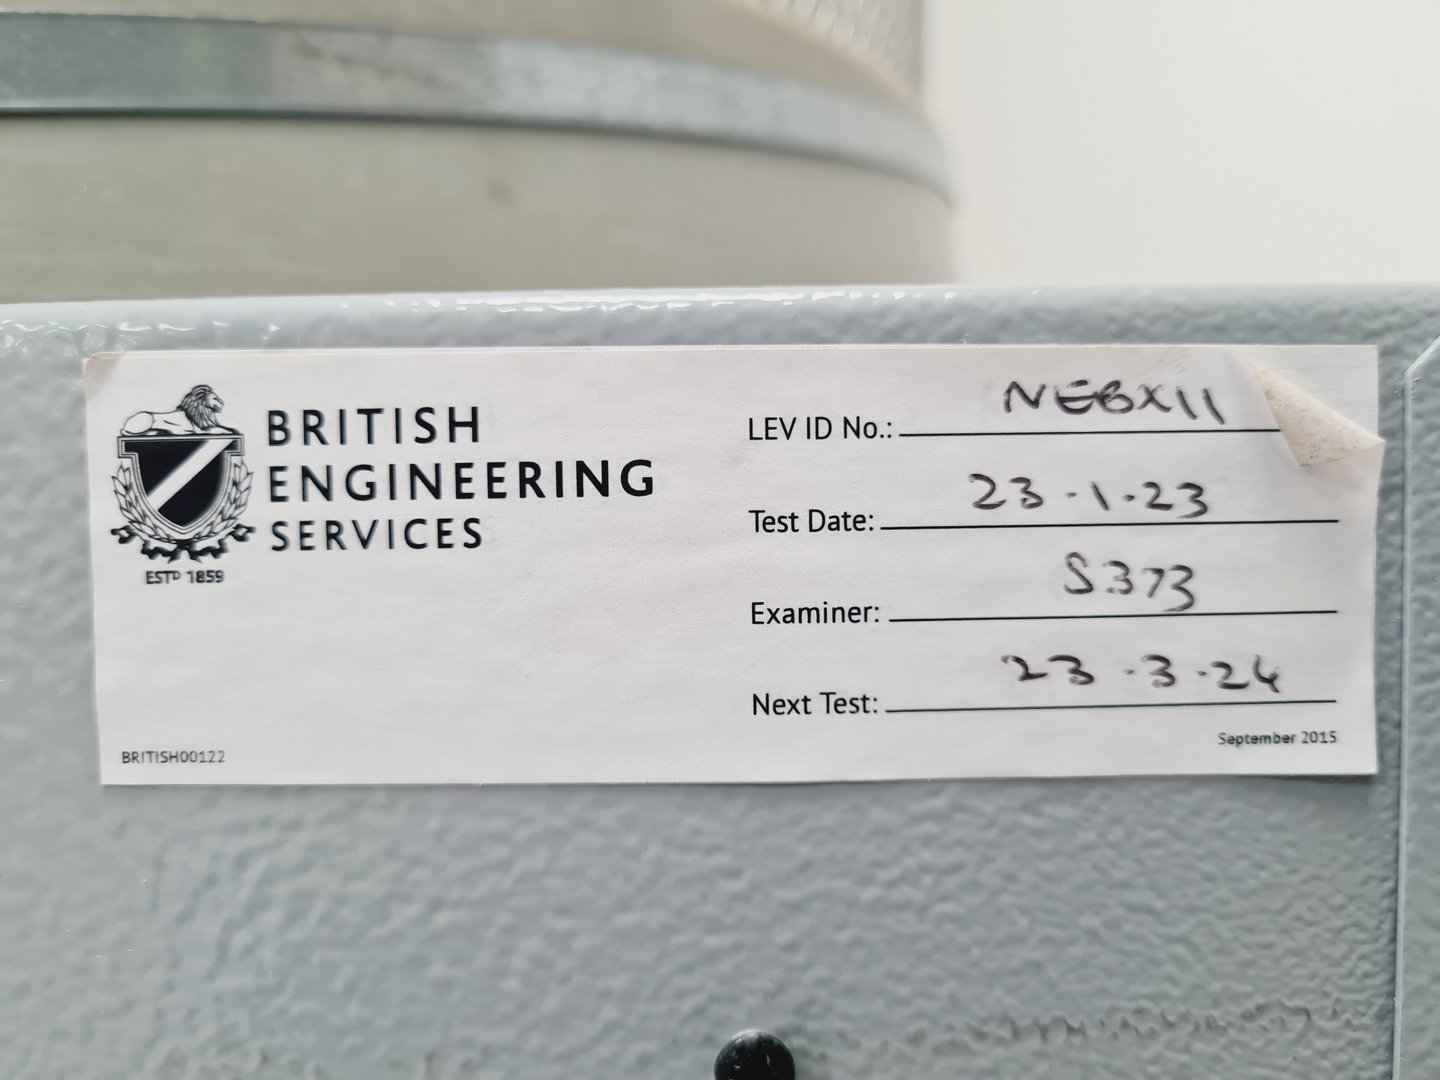 BRITISH
ENGINEERING
SERVICES
ESTD 1859
LEV ID No.: NEBX11
Test Date: 23.1.23
Examiner: S373
Next Test: 23.3.24
September 2015
BRITISH00122